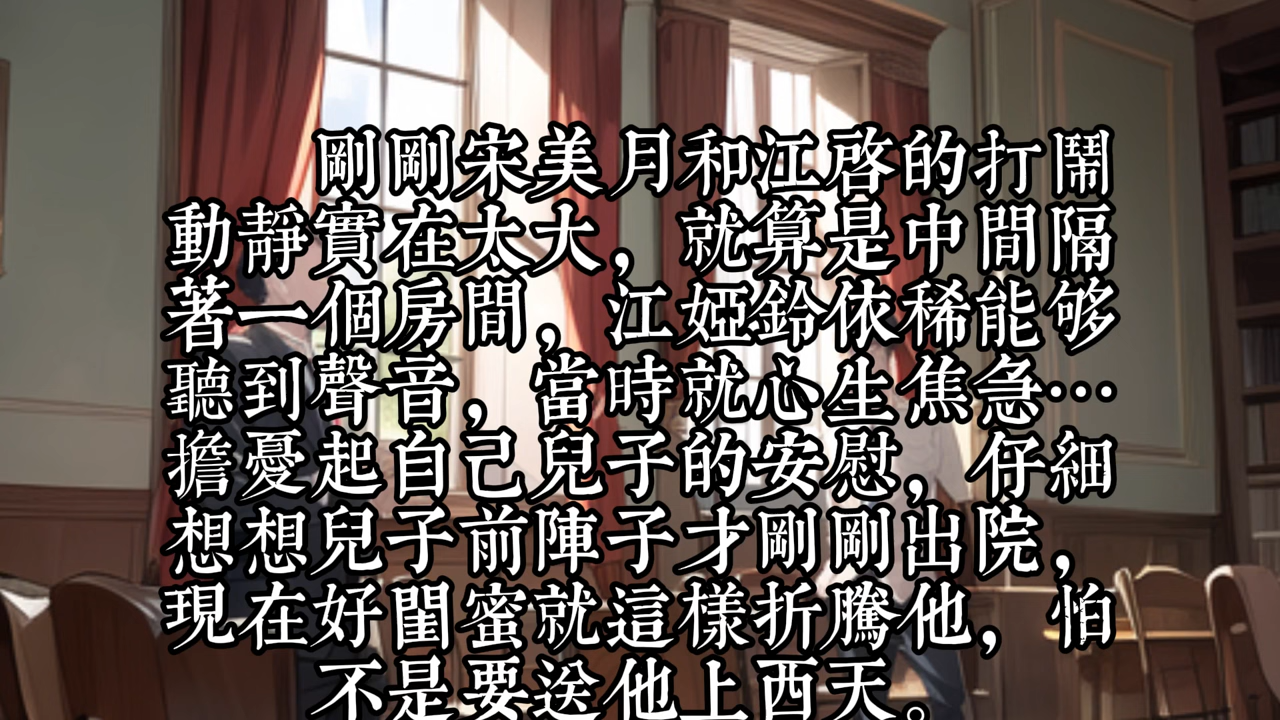 剛剛宋美月和江啓的打鬧
動靜實在太大，就算是中間隔
著一個房間，江婭鈴依稀能够
聽到聲音，當時就心生焦急…
擔憂起自己兒子的安慰，仔細
想想兒子前陣子才剛剛出院，
現在好閨蜜就這樣折騰他，怕
不是要送他上西天。